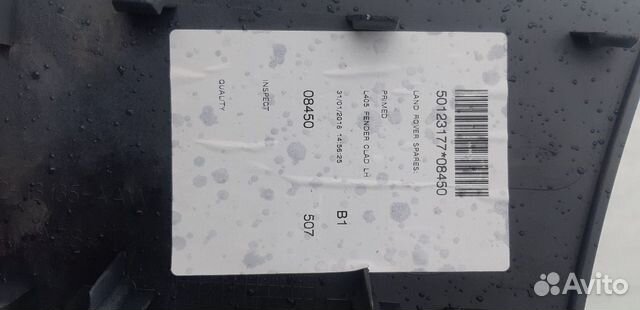 50123177*08450
LAND ROVER SPARES.
PRIMED
L405 FENDER CLAD LH
31/01/2018 14:56:25 B1
08450 507
INSPECT
QUALITY
Avito